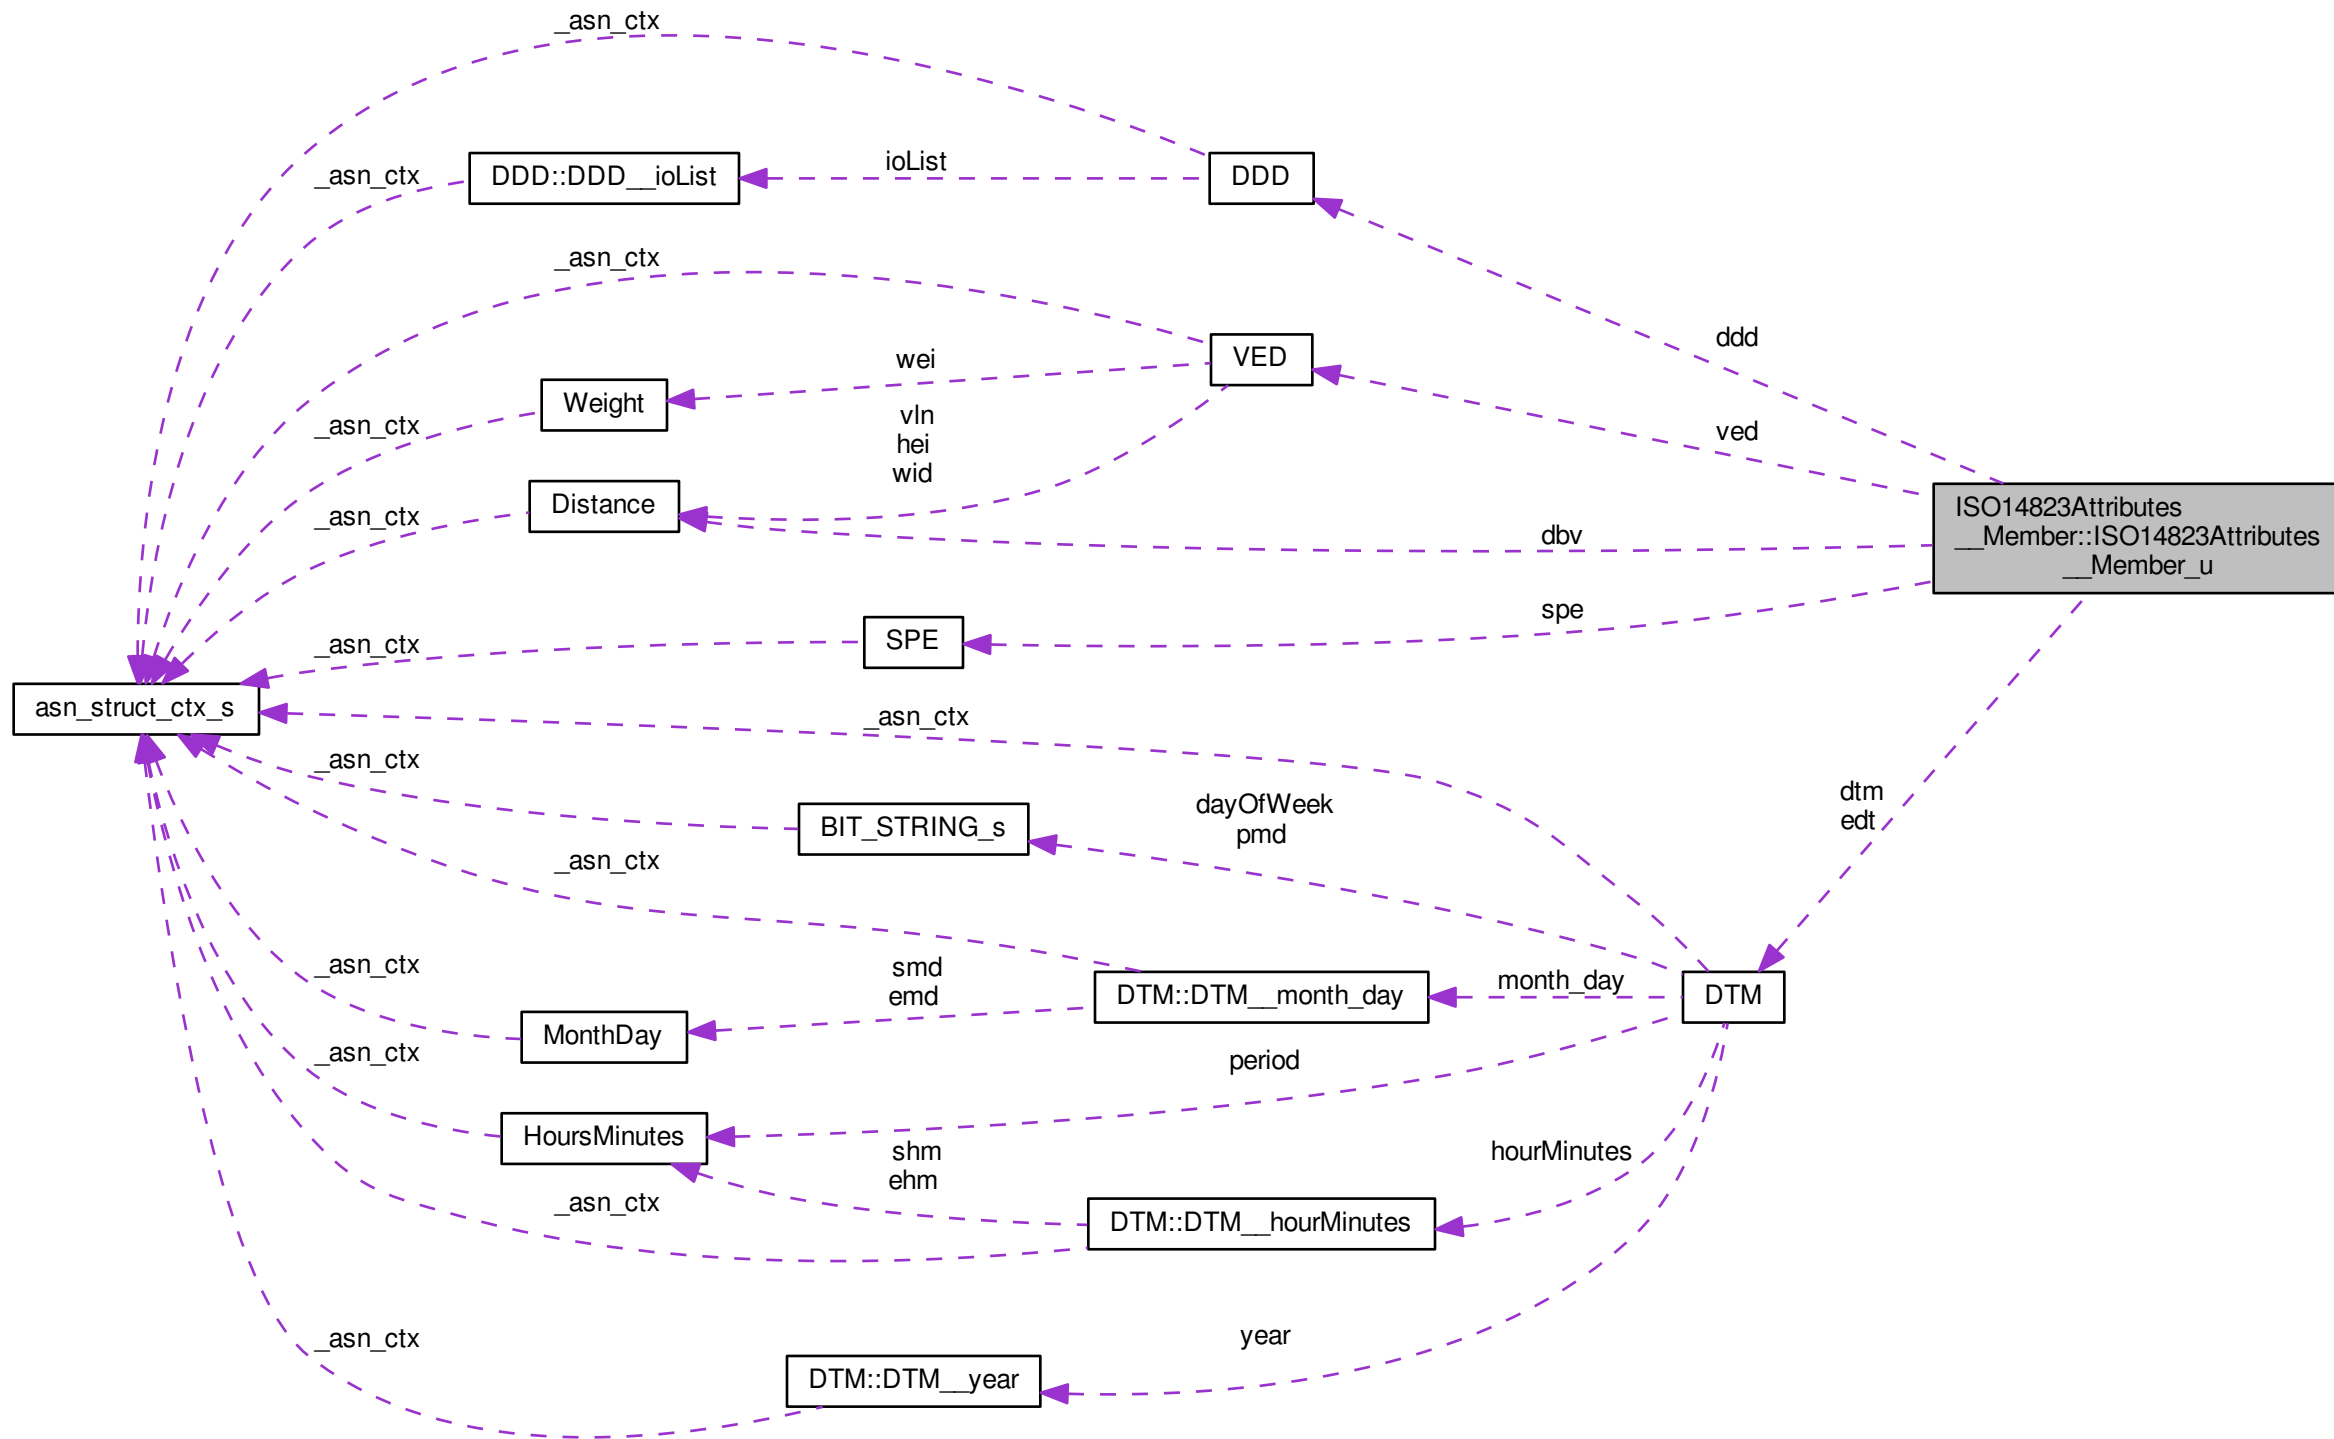 _asn_ctx
DDD::DDD__ioList
ioList
DDD
_asn_ctx
_asn_ctx
ddd
VED
wei
Weight
_asn_ctx
vln
hei
wid
ved
Distance
_asn_ctx
dbv
ISO14823Attributes
__Member::ISO14823Attributes
__Member_u
spe
SPE
_asn_ctx
asn_struct_ctx_s
_asn_ctx
_asn_ctx
BIT_STRING_s
dayOfWeek
pmd
dtm
edt
_asn_ctx
_asn_ctx
smd
emd
DTM::DTM__month_day
month_day
DTM
MonthDay
_asn_ctx
period
HoursMinutes
shm
ehm
hourMinutes
_asn_ctx
DTM::DTM__hourMinutes
_asn_ctx
year
DTM::DTM__year